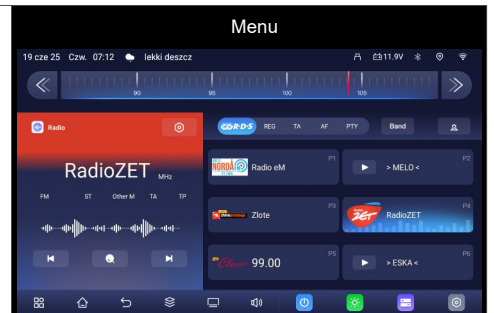 Menu
19 cze 25 Czw. 07:12 lekki deszcz 11.9V
90 95 100 105
Radio
R·D·S REG TA AF PTY Band
RadioZET MHz
FM ST Other M TA TP
NORDA Radio eM P1
> MELO < P2
Zlote P3
ZET RadioZET P4
99.00 P5
> ESKA < P6